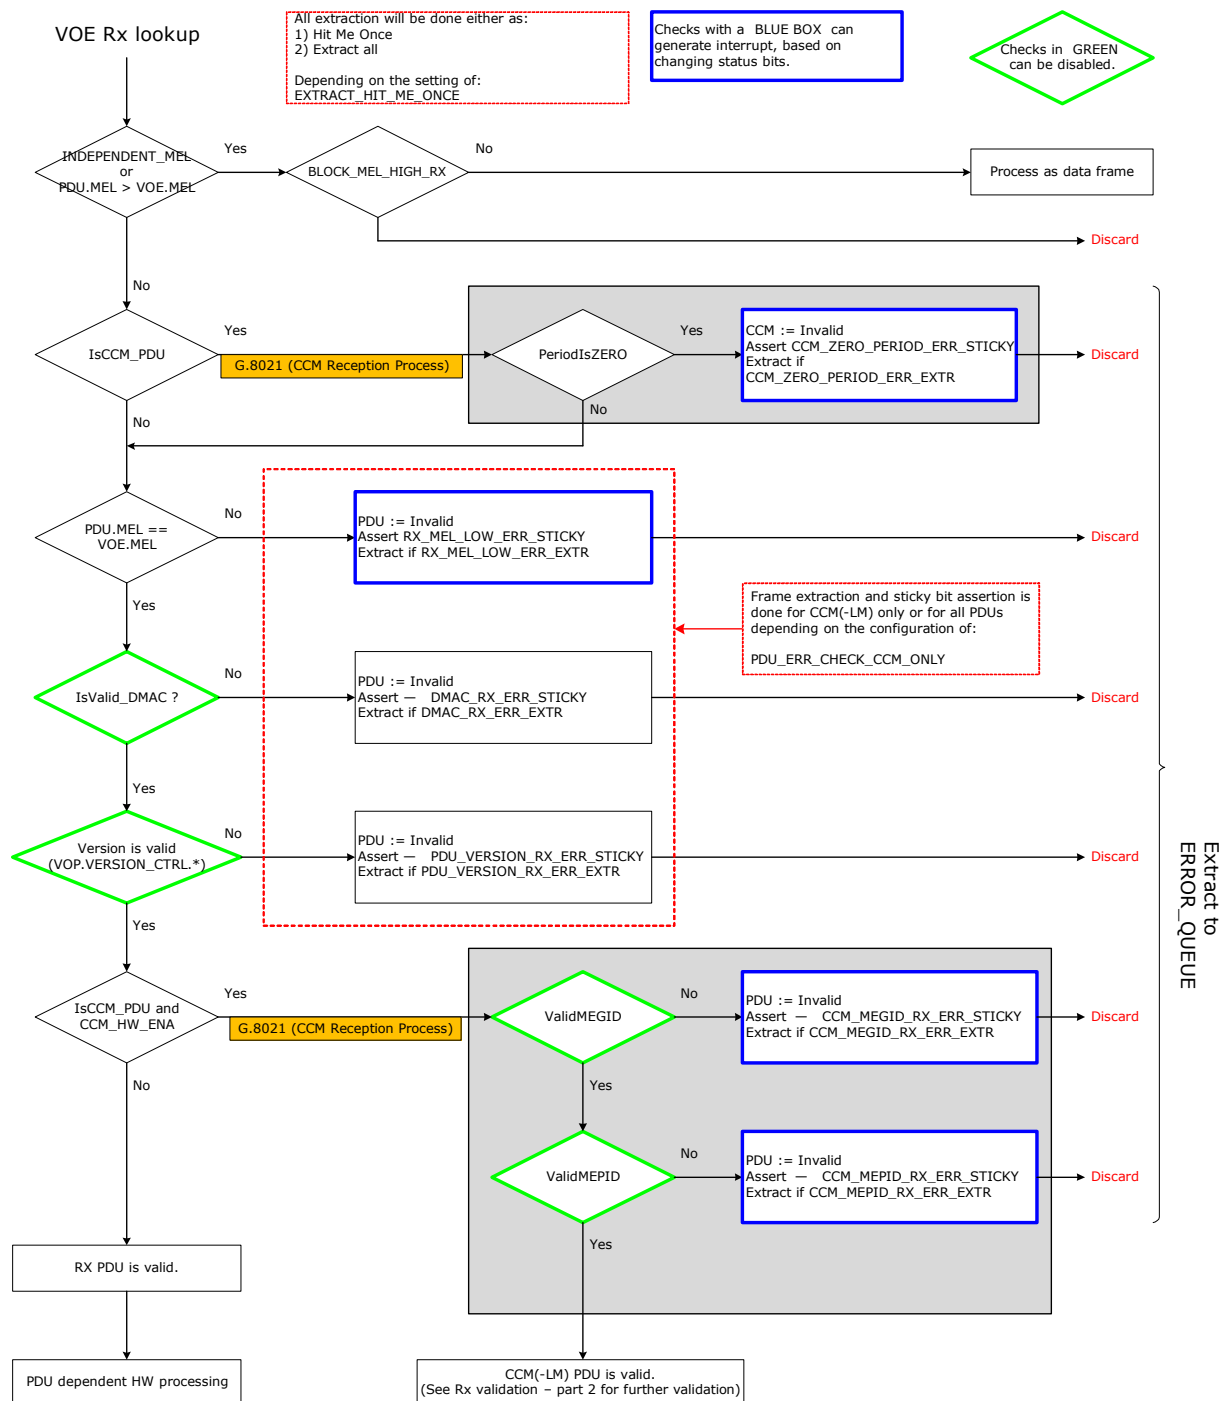 VOE Rx lookup
All extraction will be done either as:
1) Hit Me Once
2) Extract all
Depending on the setting of:
EXTRACT_HIT_ME_ONCE
Checks with a BLUE BOX can
generate interrupt, based on
changing status bits.
Checks in GREEN
can be disabled.
INDEPENDENT_MEL
or
PDU.MEL > VOE.MEL
Yes
BLOCK_MEL_HIGH_RX
No
Process as data frame
Discard
No
IsCCM_PDU
Yes
G.8021 (CCM Reception Process)
PeriodIsZERO
Yes
CCM := Invalid
Assert CCM_ZERO_PERIOD_ERR_STICKY
Extract if
CCM_ZERO_PERIOD_ERR_EXTR
Discard
No
No
PDU.MEL ==
VOE.MEL
No
PDU := Invalid
Assert RX_MEL_LOW_ERR_STICKY
Extract if RX_MEL_LOW_ERR_EXTR
Discard
Yes
Frame extraction and sticky bit assertion is
done for CCM(-LM) only or for all PDUs
depending on the configuration of:
PDU_ERR_CHECK_CCM_ONLY
IsValid_DMAC ?
No
PDU := Invalid
Assert — DMAC_RX_ERR_STICKY
Extract if DMAC_RX_ERR_EXTR
Discard
Yes
Version is valid
(VOP.VERSION_CTRL.*)
No
PDU := Invalid
Assert — PDU_VERSION_RX_ERR_STICKY
Extract if PDU_VERSION_RX_ERR_EXTR
Discard
Extract to
ERROR_QUEUE
Yes
IsCCM_PDU and
CCM_HW_ENA
Yes
G.8021 (CCM Reception Process)
ValidMEGID
No
PDU := Invalid
Assert — CCM_MEGID_RX_ERR_STICKY
Extract if CCM_MEGID_RX_ERR_EXTR
Discard
No
Yes
ValidMEPID
No
PDU := Invalid
Assert — CCM_MEPID_RX_ERR_STICKY
Extract if CCM_MEPID_RX_ERR_EXTR
Discard
Yes
RX PDU is valid.
PDU dependent HW processing
CCM(-LM) PDU is valid.
(See Rx validation – part 2 for further validation)